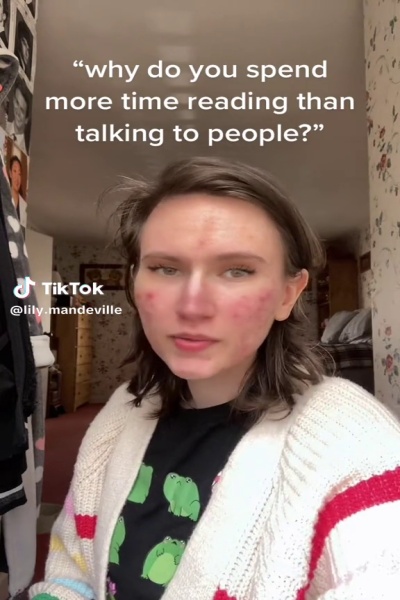 “why do you spend
more time reading than
talking to people?”
TikTok
@lily.mandeville